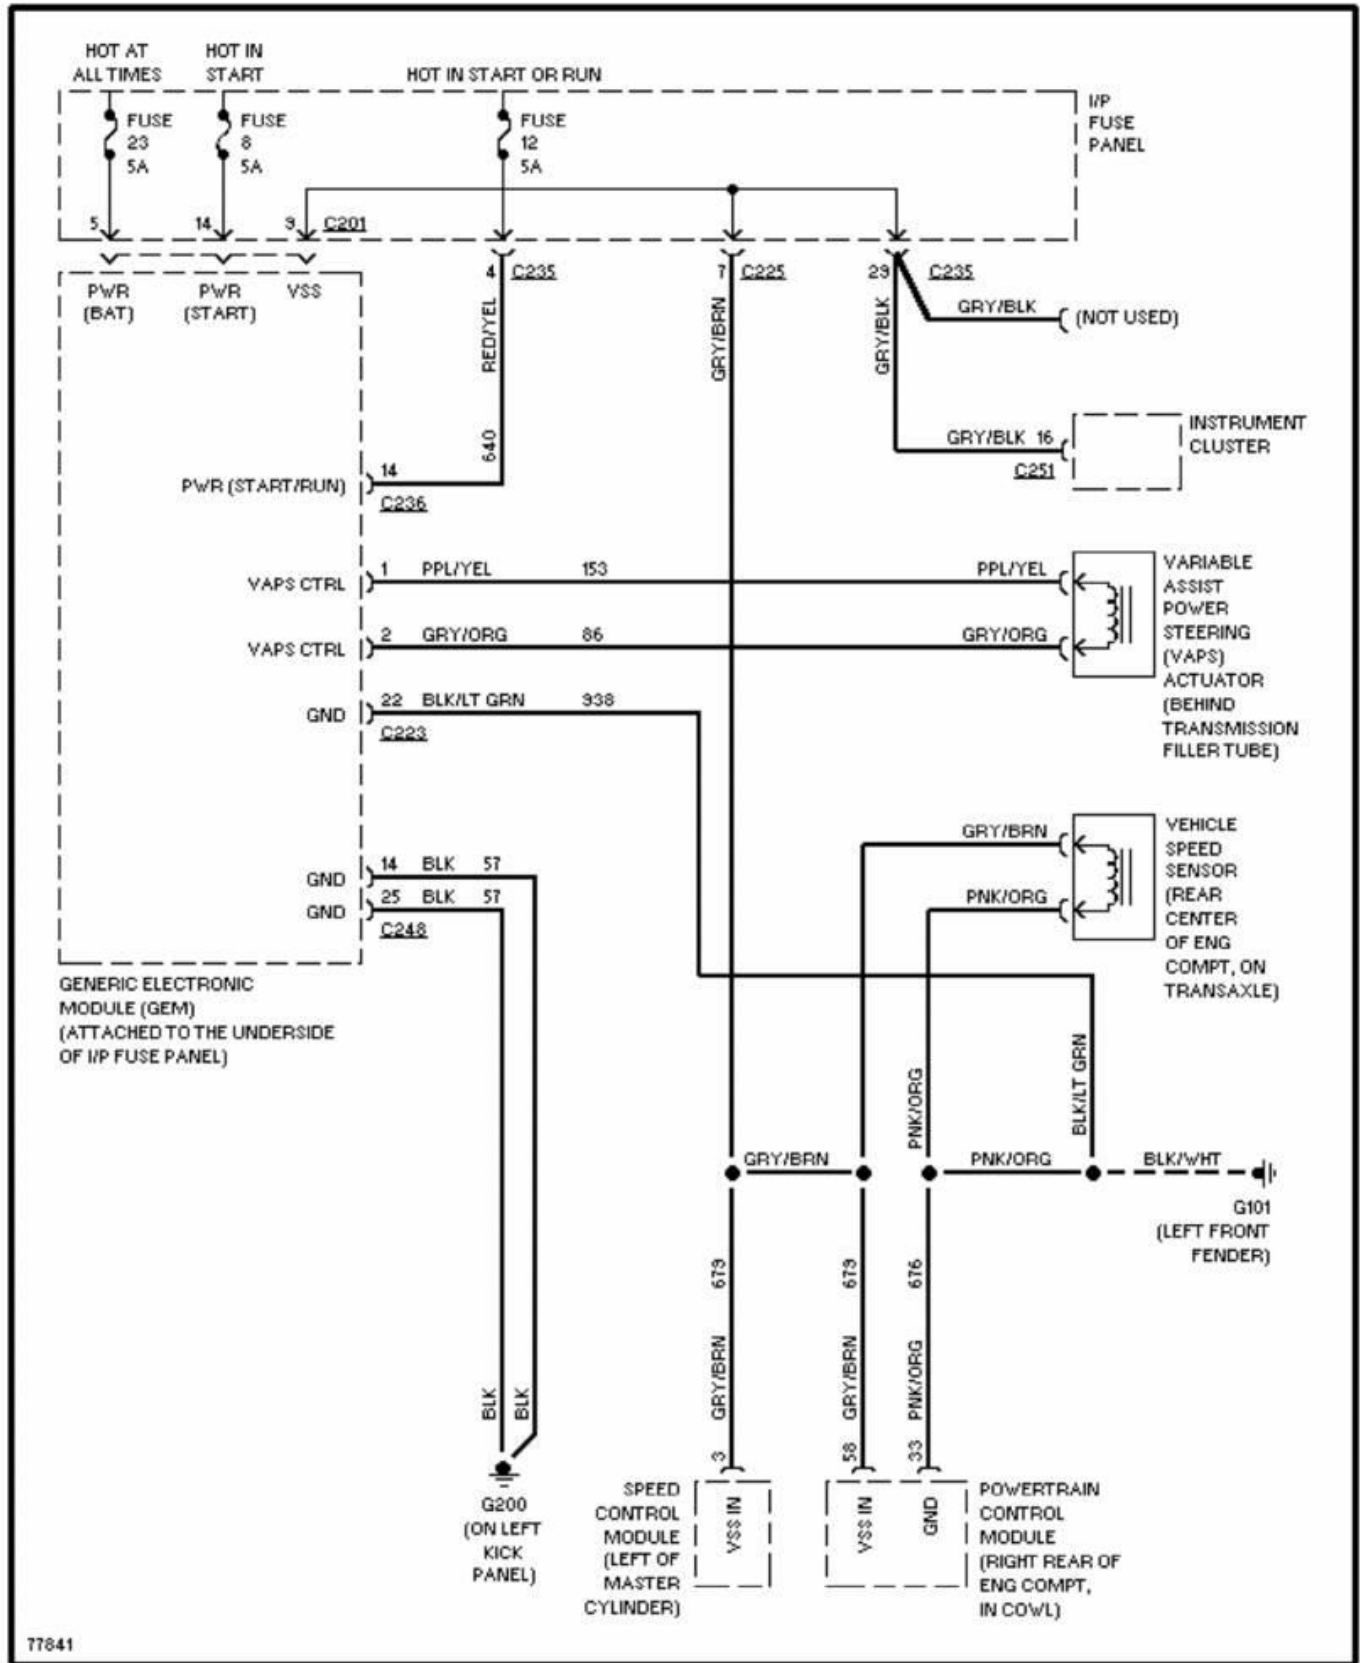 HOT AT
ALL TIMES
HOT IN
START
HOT IN START OR RUN
I/P
FUSE
PANEL
FUSE
23
5A
FUSE
8
5A
FUSE
12
5A
5
14
9
C201
4
C235
7
C225
29
C235
PWR
(BAT)
PWR
(START)
VSS
RED/YEL
640
GRY/BRN
GRY/BLK
GRY/BLK
(NOT USED)
GRY/BLK 16
C251
INSTRUMENT
CLUSTER
PWR (START/RUN)
14
C236
VAPS CTRL
1
PPL/YEL
153
PPL/YEL
VAPS CTRL
2
GRY/ORG
86
GRY/ORG
VARIABLE
ASSIST
POWER
STEERING
(VAPS)
ACTUATOR
(BEHIND
TRANSMISSION
FILLER TUBE)
GND
22
BLK/LT GRN
938
C223
GND
14
BLK
57
GND
25
BLK
57
C248
GRY/BRN
PNK/ORG
VEHICLE
SPEED
SENSOR
(REAR
CENTER
OF ENG
COMPT, ON
TRANSAXLE)
GENERIC ELECTRONIC
MODULE (GEM)
(ATTACHED TO THE UNDERSIDE
OF I/P FUSE PANEL)
PNK/ORG
BLK/LT GRN
GRY/BRN
PNK/ORG
BLK/WHT
G101
(LEFT FRONT
FENDER)
679
679
676
GRY/BRN
GRY/BRN
PNK/ORG
BLK
BLK
3
58
33
G200
(ON LEFT
KICK
PANEL)
SPEED
CONTROL
MODULE
(LEFT OF
MASTER
CYLINDER)
VSS IN
VSS IN
GND
POWERTRAIN
CONTROL
MODULE
(RIGHT REAR OF
ENG COMPT,
IN COWL)
77841